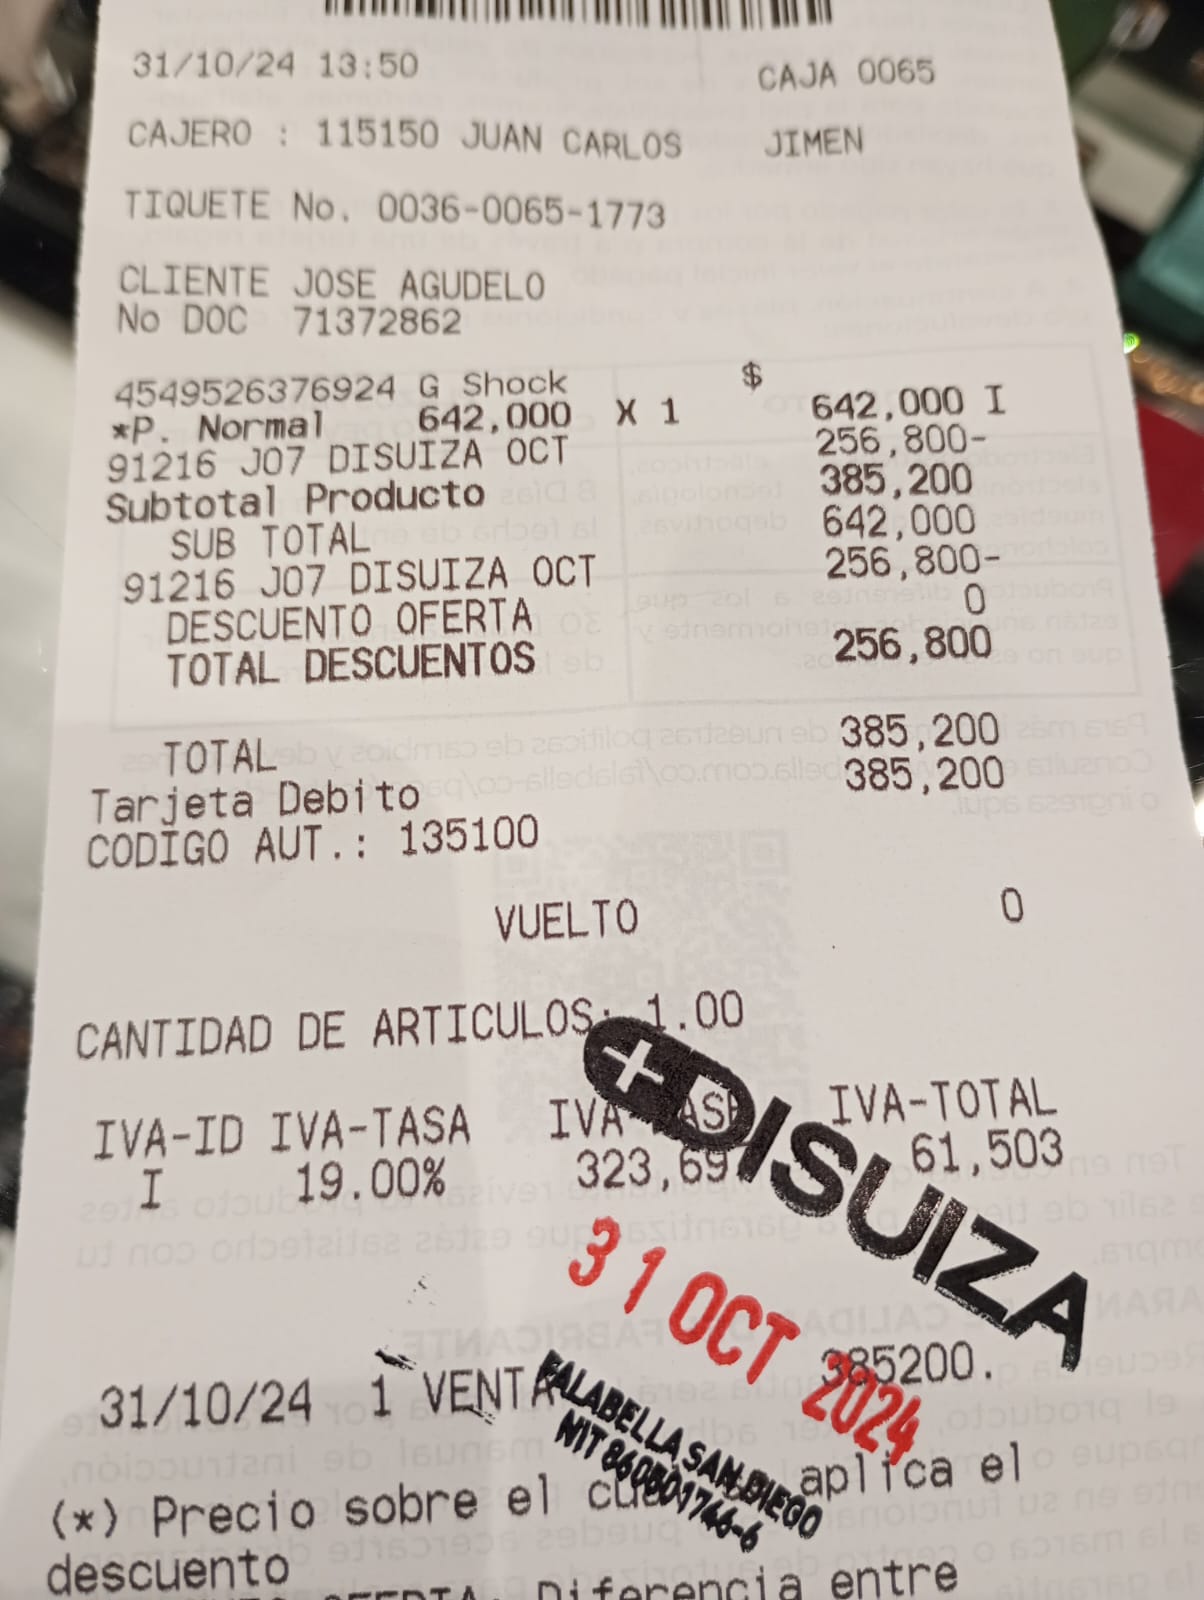 31/10/24 13:50 CAJA 0065
CAJERO : 115150 JUAN CARLOS JIMEN
TIQUETE No. 0036-0065-1773
CLIENTE JOSE AGUDELO
No DOC 71372862
$
4549526376924 G Shock
*P. Normal 642,000 X 1 642,000 I
91216 J07 DISUIZA OCT 256,800-
Subtotal Producto 385,200
SUB TOTAL 642,000
91216 J07 DISUIZA OCT 256,800-
DESCUENTO OFERTA 0
TOTAL DESCUENTOS 256,800
TOTAL 385,200
Tarjeta Debito 385,200
CODIGO AUT.: 135100
VUELTO 0
CANTIDAD DE ARTICULOS: 1.00
IVA-ID IVA-TASA IVA-TOTAL
I 19.00% 61,503
+DISUIZA
31 OCT 2024
FALABELLA SAN DIEGO
31/10/24 1 VENTA 385200.
(*) Precio sobre el aplica el
descuento
Diferencia entre